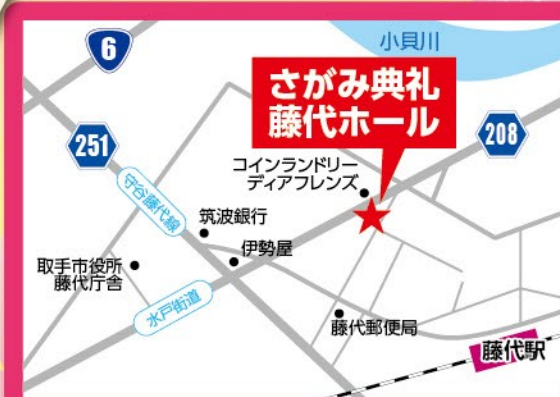 6
小貝川
さがみ典礼
藤代ホール
251
208
コインランドリー
ディアフレンズ
守谷藤代線
筑波銀行
伊勢屋
取手市役所
藤代庁舎
水戸街道
藤代郵便局
藤代駅